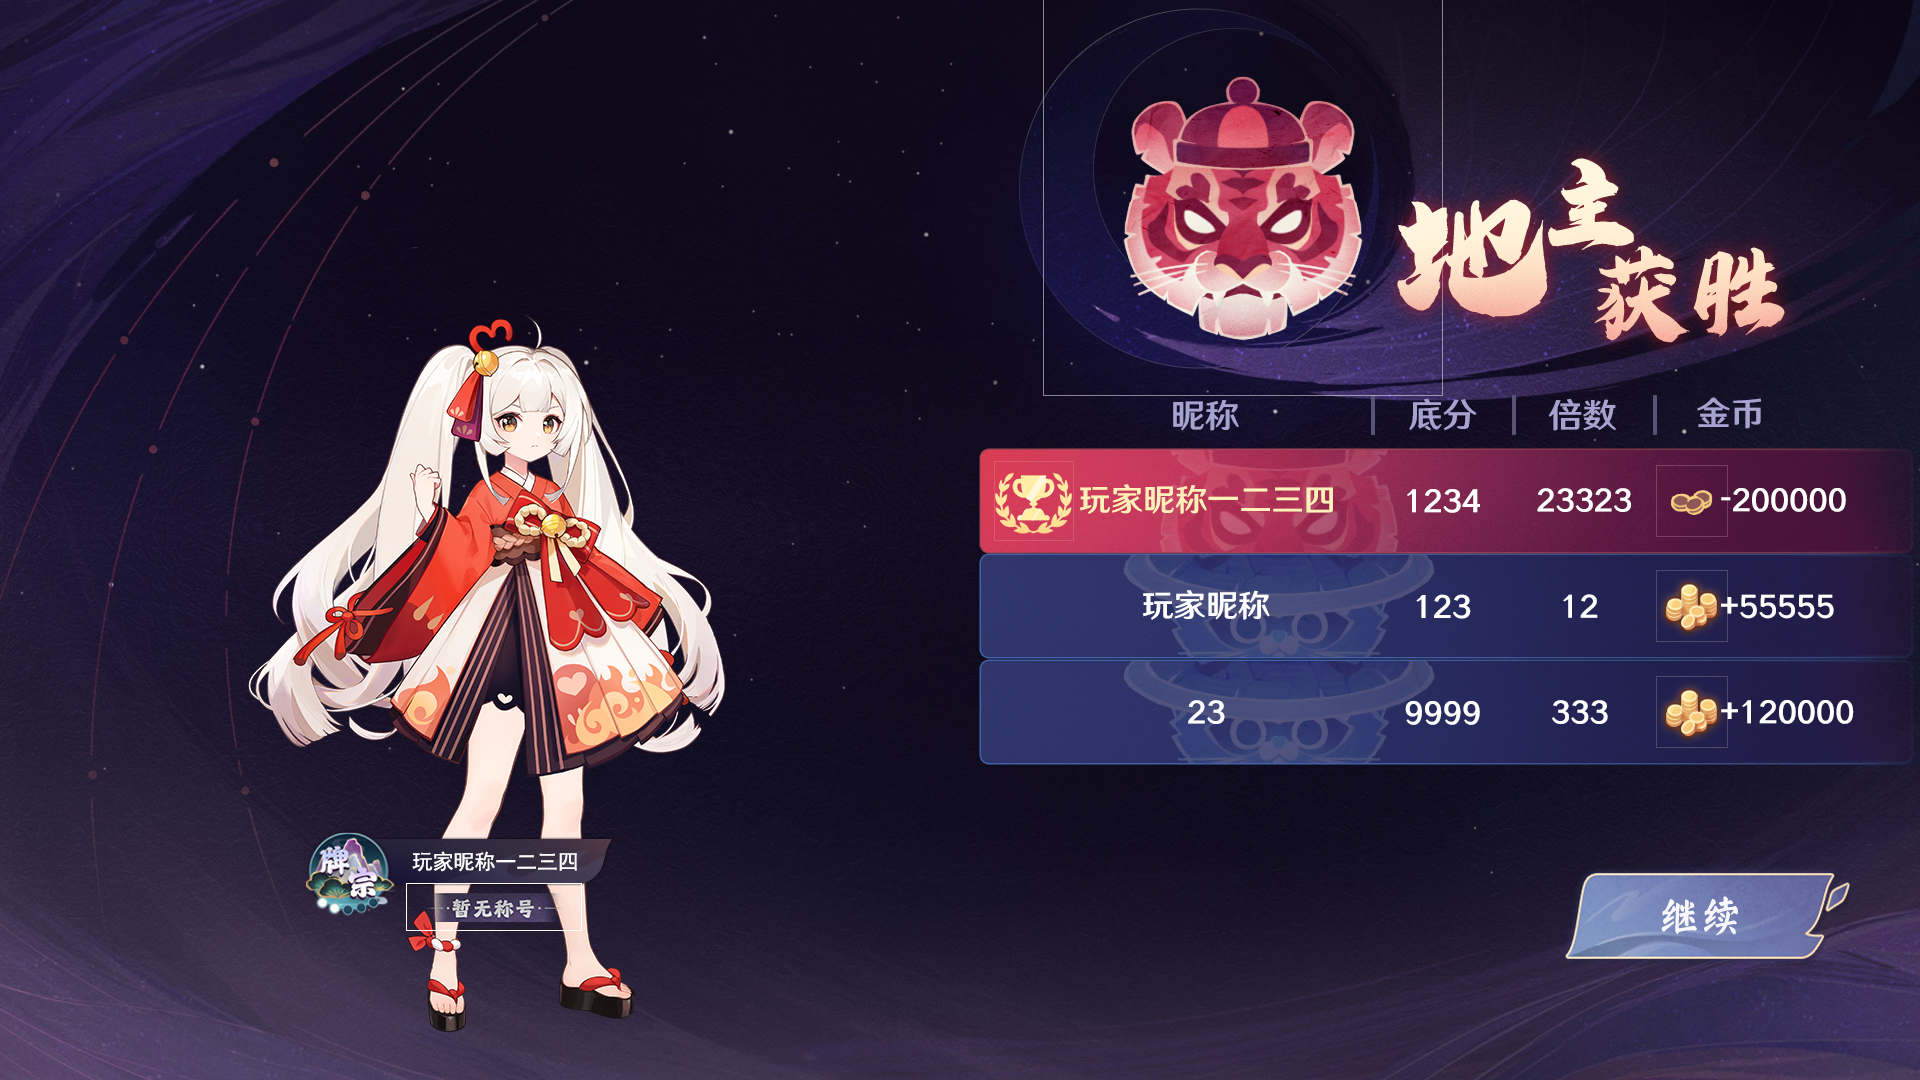 地主获胜
昵称 底分 倍数 金币
玩家昵称一二三四 1234 23323 -200000
玩家昵称 123 12 +55555
23 9999 333 +120000
牌宗
玩家昵称一二三四
·暂无称号·
继续